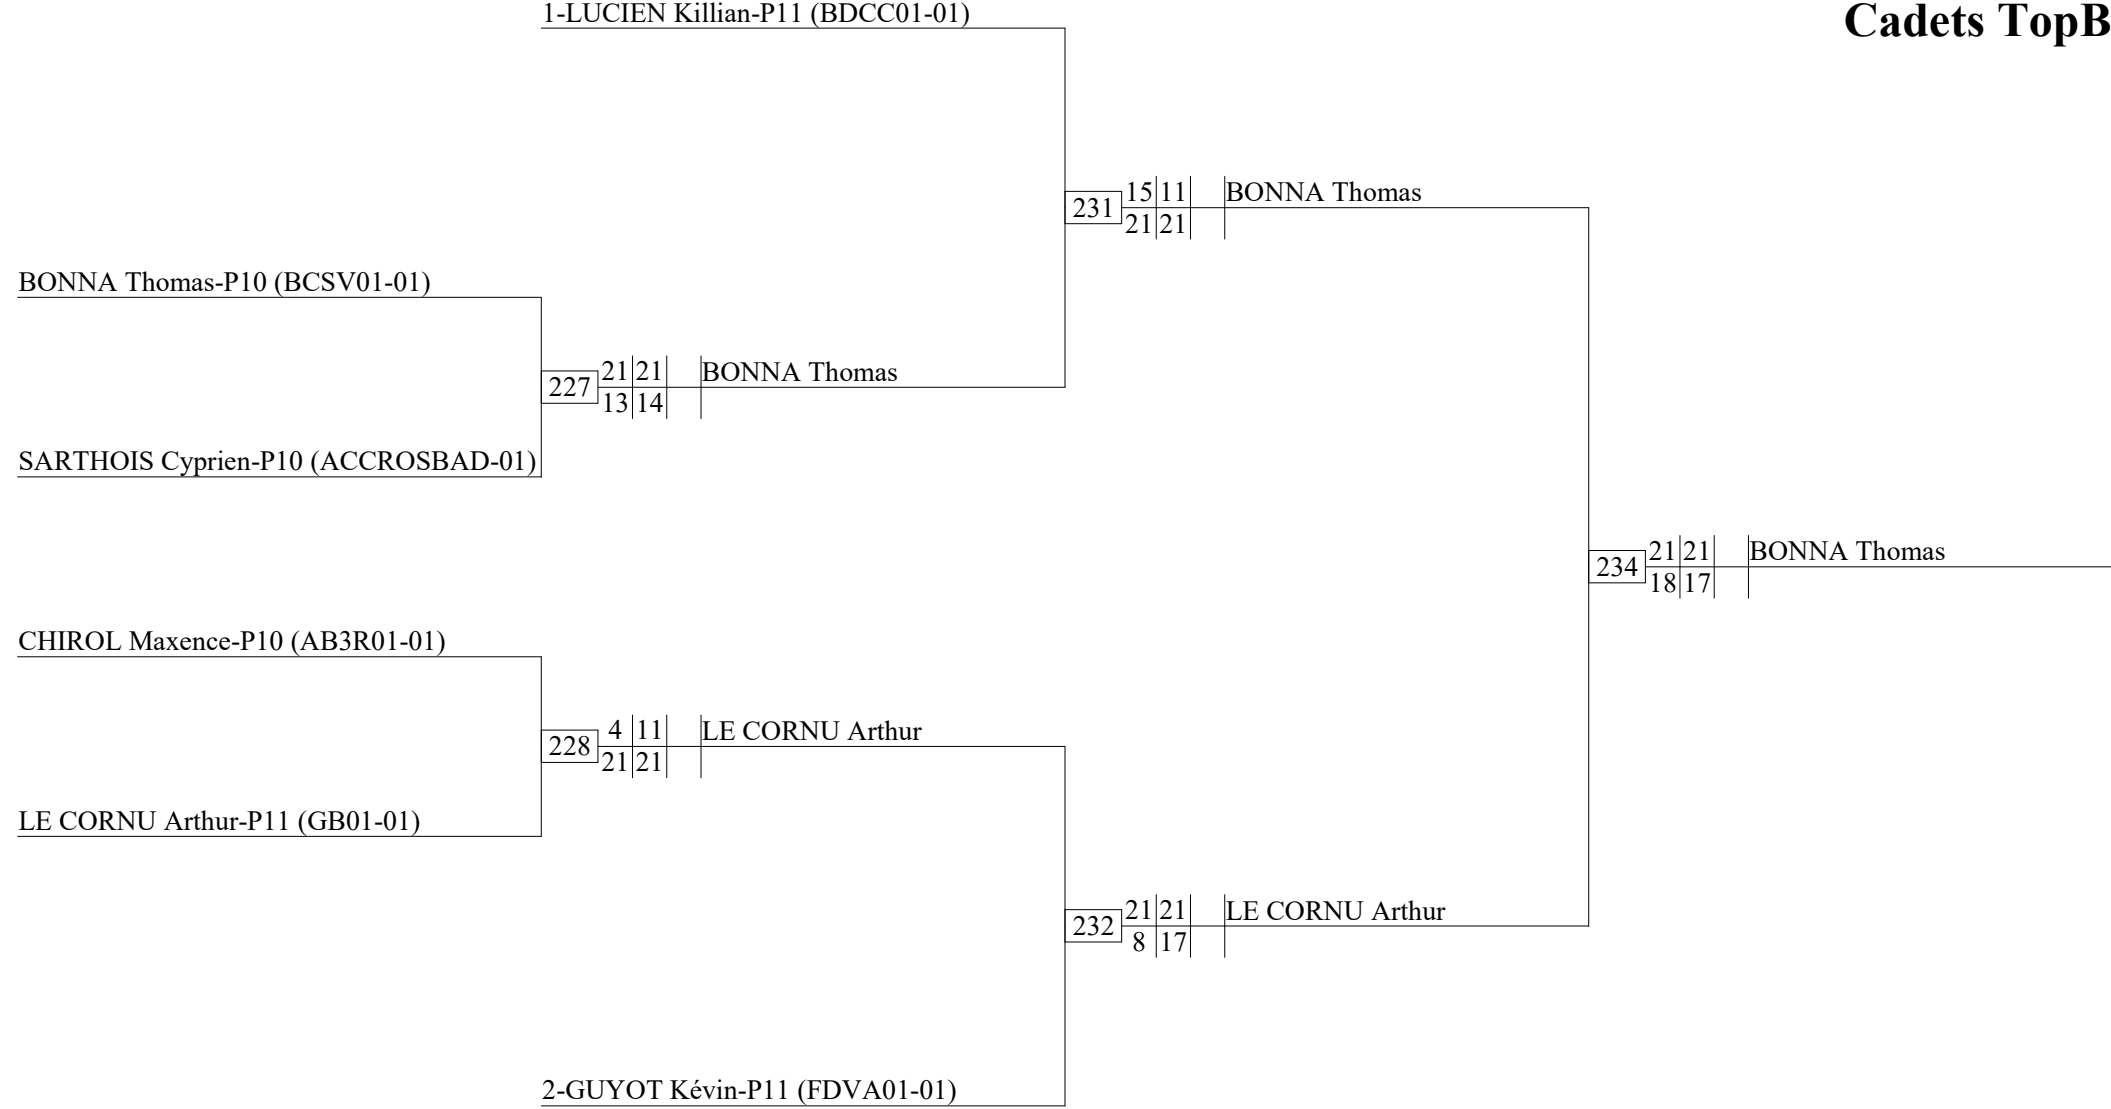 1-LUCIEN Killian-P11 (BDCC01-01)
Cadets TopB
15 11 BONNA Thomas
231
21 21
BONNA Thomas-P10 (BCSV01-01)
21 21 BONNA Thomas
227
13 14
SARTHOIS Cyprien-P10 (ACCROSBAD-01)
21 21 BONNA Thomas
234
18 17
CHIROL Maxence-P10 (AB3R01-01)
4 11 LE CORNU Arthur
228
21 21
LE CORNU Arthur-P11 (GB01-01)
21 21 LE CORNU Arthur
232
8 17
2-GUYOT Kévin-P11 (FDVA01-01)